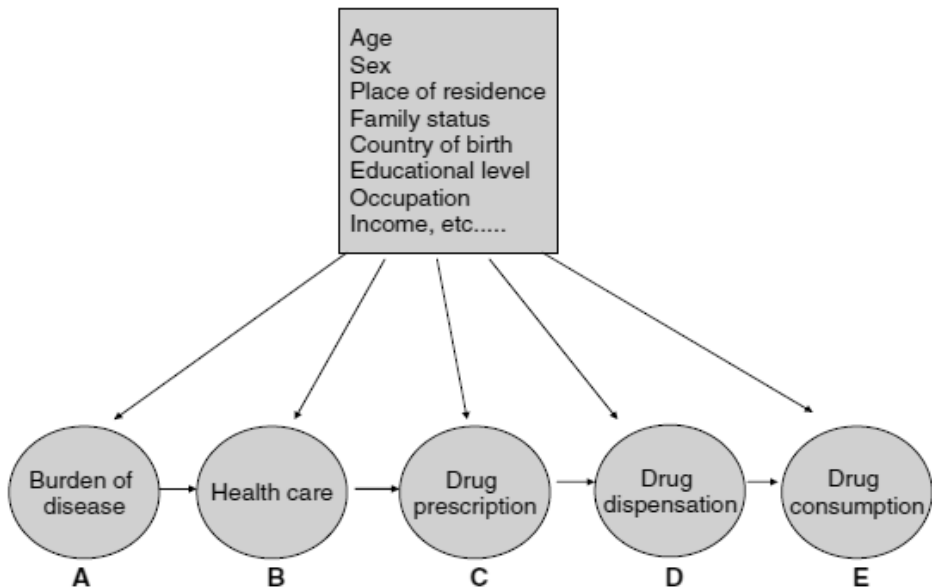 Age
Sex
Place of residence
Family status
Country of birth
Educational level
Occupation
Income, etc.....
Burden of
disease
Health care
Drug
prescription
Drug
dispensation
Drug
consumption
A
B
C
D
E